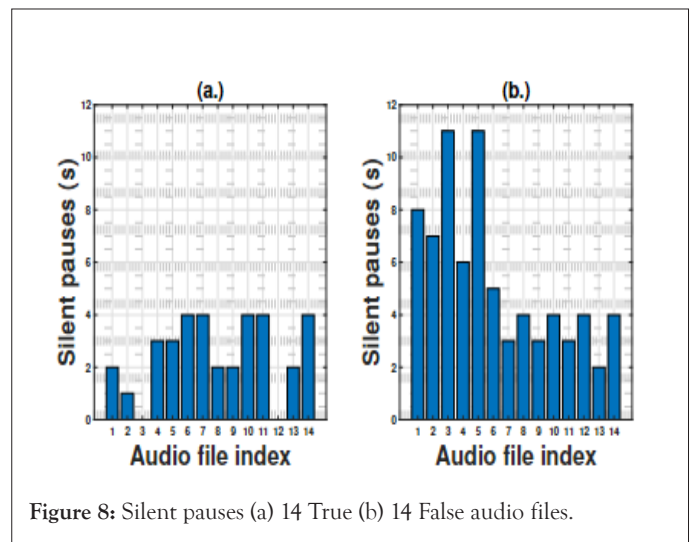 (a.)
Silent pauses (s)
12
10
8
6
4
2
0
1 2 3 4 5 6 7 8 9 10 11 12 13 14
Audio file index
(b.)
Silent pauses (s)
12
10
8
6
4
2
0
1 2 3 4 5 6 7 8 9 10 11 12 13 14
Audio file index
Figure 8: Silent pauses (a) 14 True (b) 14 False audio files.